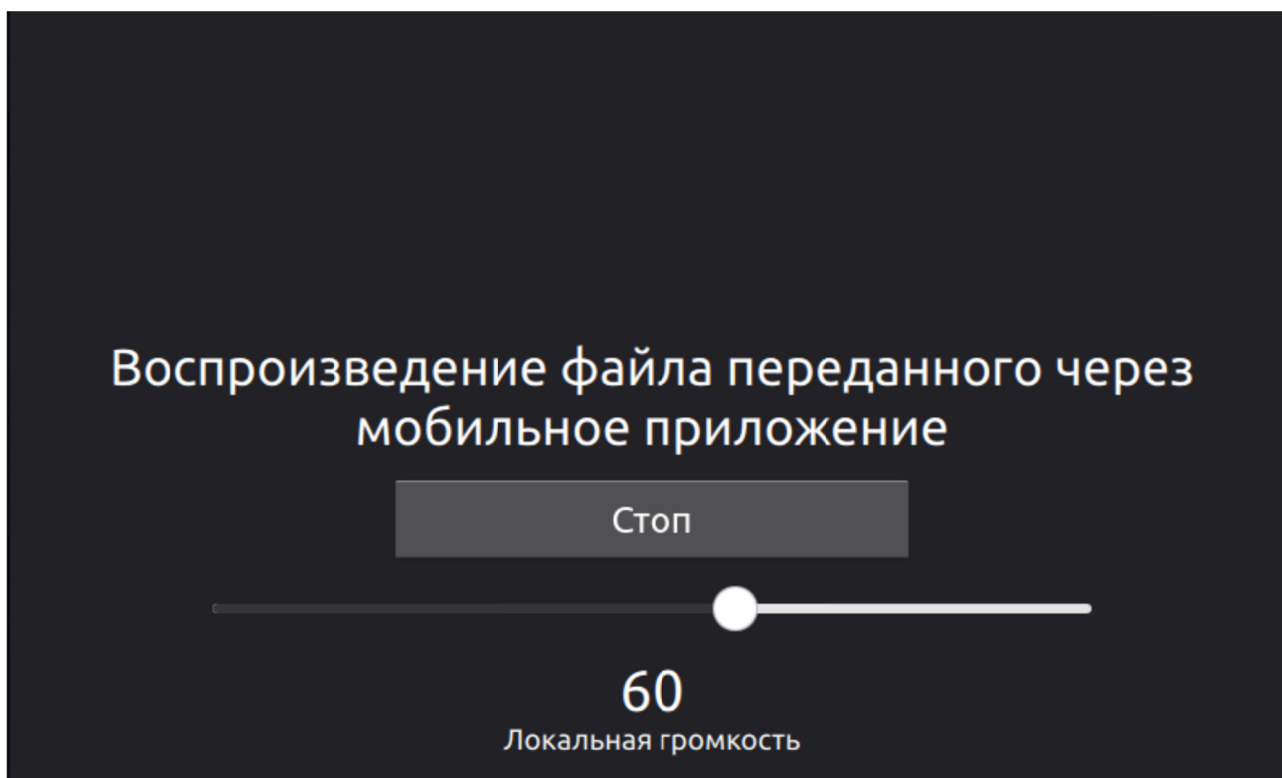 Воспроизведение файла переданного через
мобильное приложение
Стоп
60
Локальная громкость